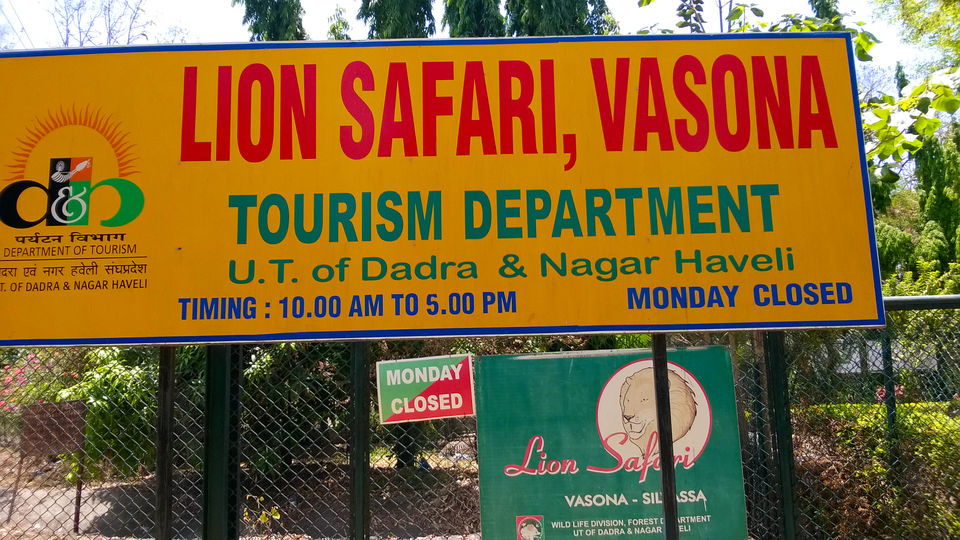 LION SAFARI, VASONA
TOURISM DEPARTMENT
U.T. of Dadra & Nagar Haveli
TIMING : 10.00 AM TO 5.00 PM
MONDAY CLOSED
d&n
पर्यटन विभाग
DEPARTMENT OF TOURISM
एवं नगर हवेली संघप्रदेश
OF DADRA & NAGAR HAVELI
MONDAY
CLOSED
Lion Safari
VASONA - SILVASSA
WILD LIFE DIVISION, FOREST DEPARTMENT
UT OF DADRA & NAGAR HAVELI